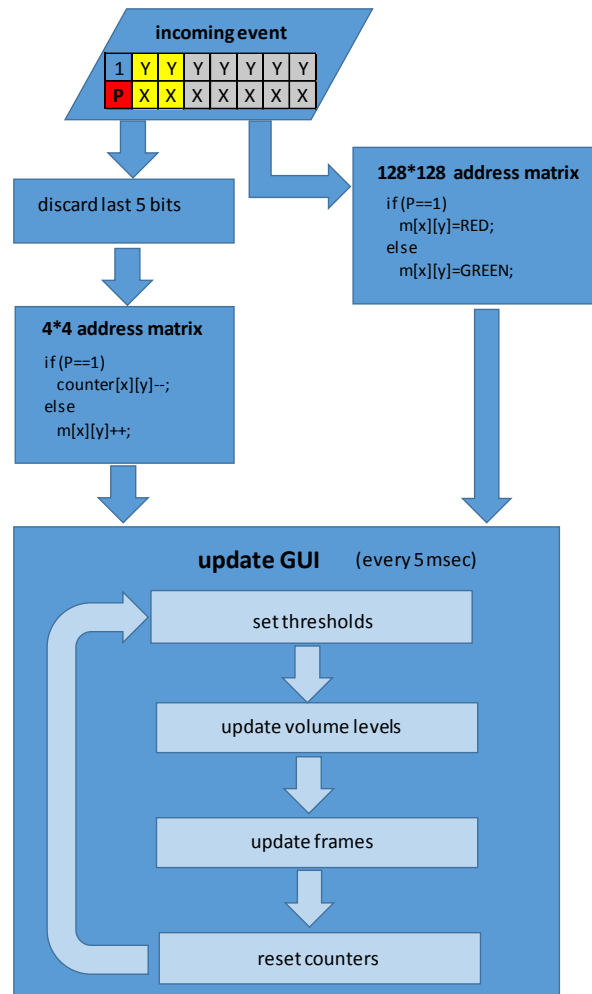 incoming event
1 Y Y Y Y Y Y Y
P X X X X X X X
discard last 5 bits
128*128 address matrix
if (P==1)
m[x][y]=RED;
else
m[x][y]=GREEN;
4*4 address matrix
if (P==1)
counter[x][y]--;
else
m[x][y]++;
update GUI (every 5 msec)
set thresholds
update volume levels
update frames
reset counters